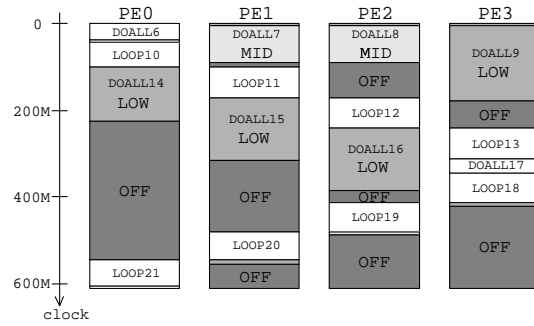 PE0 PE1 PE2 PE3
0
DOALL6 DOALL7 DOALL8 DOALL9
MID MID LOW
LOOP10 LOOP11 OFF
DOALL14
LOW
200M
LOOP12 OFF
DOALL15 LOOP13
LOW DOALL16 DOALL17
LOW LOOP18
400M OFF OFF OFF
LOOP19
LOOP20 OFF OFF
LOOP21 OFF
600M
clock